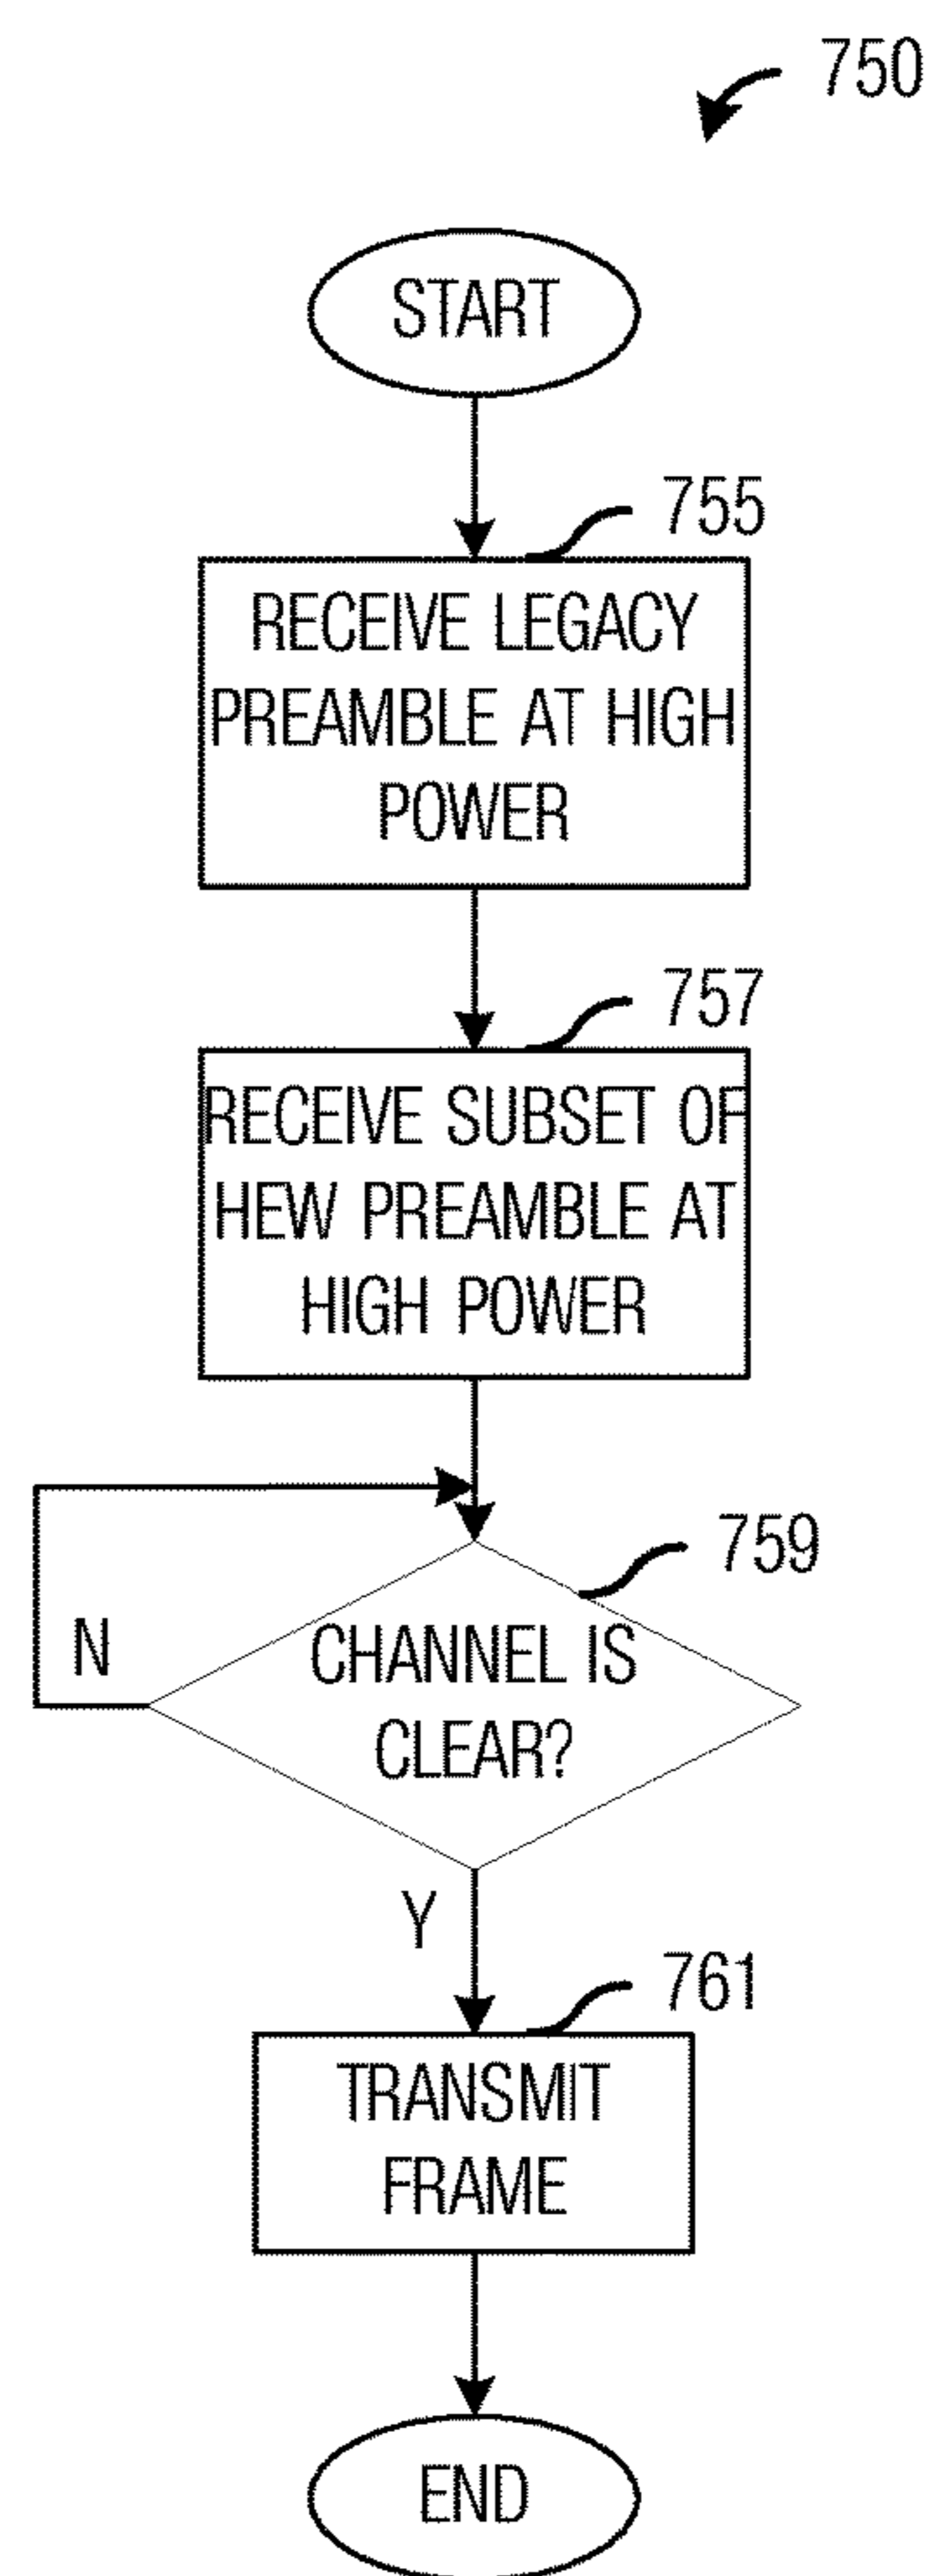 750
START
755
RECEIVE LEGACY
PREAMBLE AT HIGH
POWER
757
RECEIVE SUBSET OF
HEW PREAMBLE AT
HIGH POWER
759
CHANNEL IS
CLEAR?
N
Y
761
TRANSMIT
FRAME
END